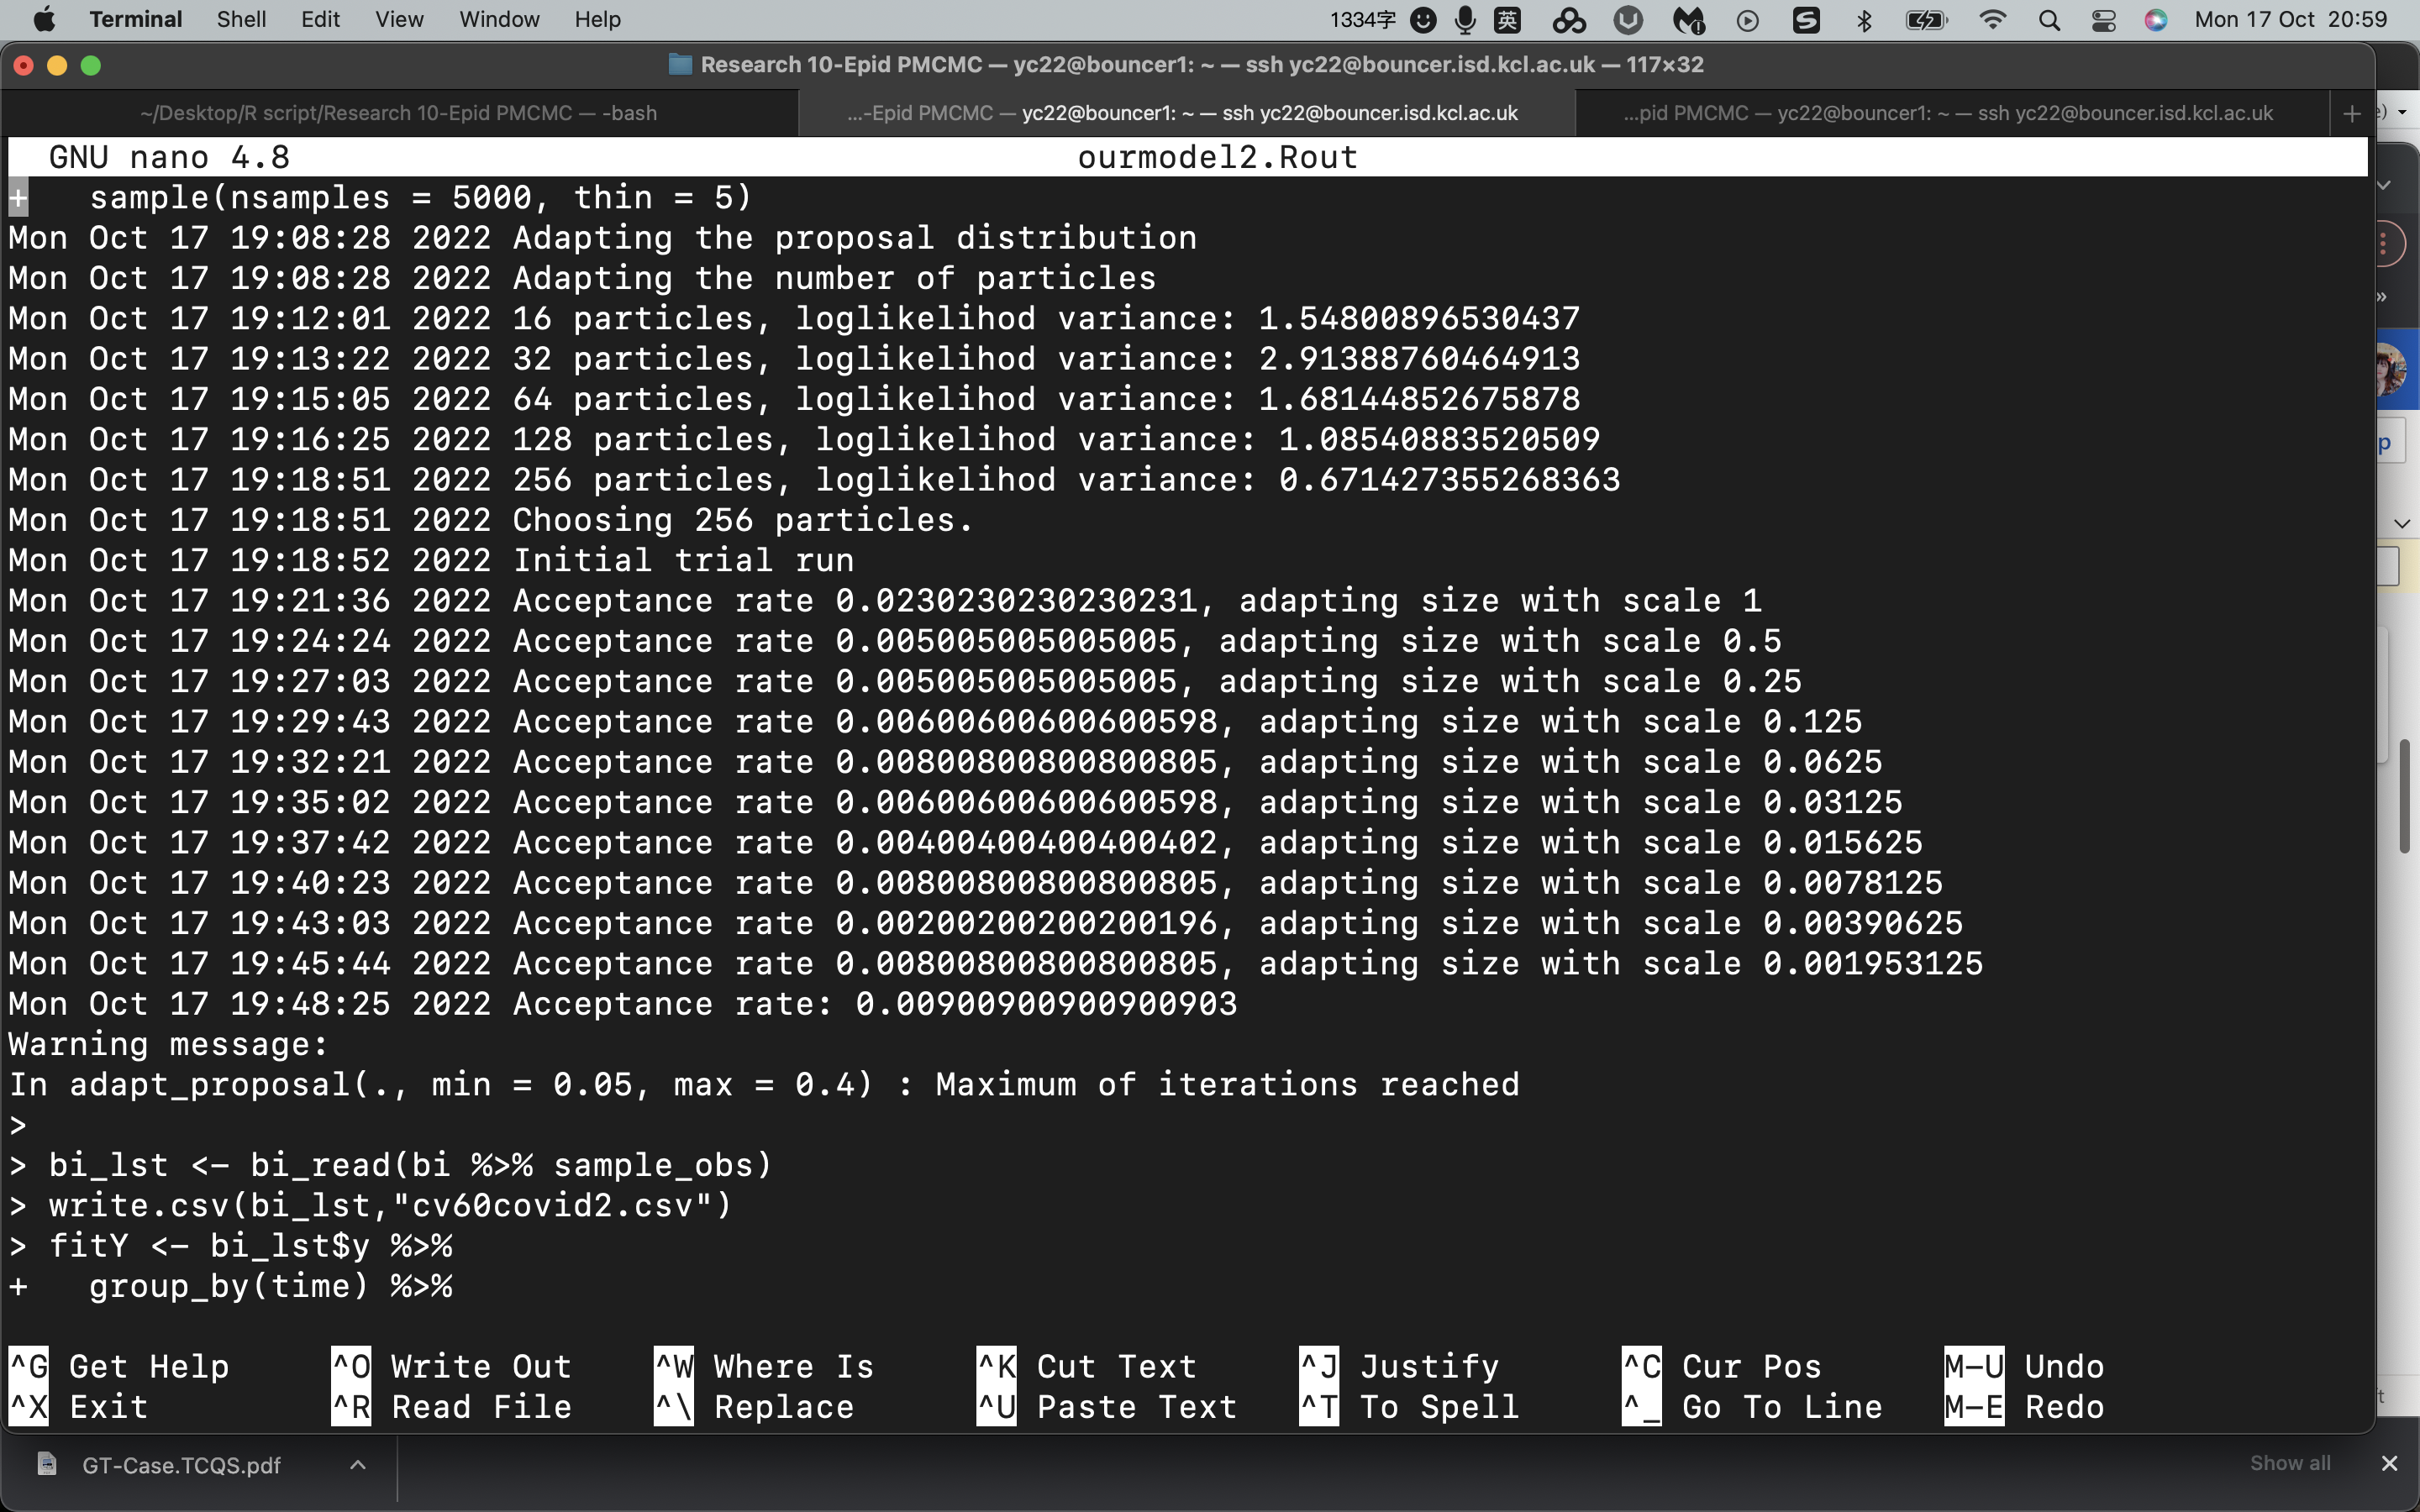 Terminal Shell Edit View Window Help 1334字 英 Mon 17 Oct 20:59
Research 10-Epid PMCMC — yc22@bouncer1: ~ — ssh yc22@bouncer.isd.kcl.ac.uk — 117×32
~/Desktop/R script/Research 10-Epid PMCMC — -bash ...-Epid PMCMC — yc22@bouncer1: ~ — ssh yc22@bouncer.isd.kcl.ac.uk ...pid PMCMC — yc22@bouncer1: ~ — ssh yc22@bouncer.isd.kcl.ac.uk +
GNU nano 4.8 ourmodel2.Rout
+ sample(nsamples = 5000, thin = 5)
Mon Oct 17 19:08:28 2022 Adapting the proposal distribution
Mon Oct 17 19:08:28 2022 Adapting the number of particles
Mon Oct 17 19:12:01 2022 16 particles, loglikelihod variance: 1.54800896530437
Mon Oct 17 19:13:22 2022 32 particles, loglikelihod variance: 2.91388760464913
Mon Oct 17 19:15:05 2022 64 particles, loglikelihod variance: 1.68144852675878
Mon Oct 17 19:16:25 2022 128 particles, loglikelihod variance: 1.08540883520509
Mon Oct 17 19:18:51 2022 256 particles, loglikelihod variance: 0.671427355268363
Mon Oct 17 19:18:51 2022 Choosing 256 particles.
Mon Oct 17 19:18:52 2022 Initial trial run
Mon Oct 17 19:21:36 2022 Acceptance rate 0.0230230230230231, adapting size with scale 1
Mon Oct 17 19:24:24 2022 Acceptance rate 0.005005005005005, adapting size with scale 0.5
Mon Oct 17 19:27:03 2022 Acceptance rate 0.005005005005005, adapting size with scale 0.25
Mon Oct 17 19:29:43 2022 Acceptance rate 0.00600600600600598, adapting size with scale 0.125
Mon Oct 17 19:32:21 2022 Acceptance rate 0.00800800800800805, adapting size with scale 0.0625
Mon Oct 17 19:35:02 2022 Acceptance rate 0.00600600600600598, adapting size with scale 0.03125
Mon Oct 17 19:37:42 2022 Acceptance rate 0.00400400400400402, adapting size with scale 0.015625
Mon Oct 17 19:40:23 2022 Acceptance rate 0.00800800800800805, adapting size with scale 0.0078125
Mon Oct 17 19:43:03 2022 Acceptance rate 0.00200200200200196, adapting size with scale 0.00390625
Mon Oct 17 19:45:44 2022 Acceptance rate 0.00800800800800805, adapting size with scale 0.001953125
Mon Oct 17 19:48:25 2022 Acceptance rate: 0.00900900900900903
Warning message:
In adapt_proposal(., min = 0.05, max = 0.4) : Maximum of iterations reached
>
> bi_lst <- bi_read(bi %>% sample_obs)
> write.csv(bi_lst,"cv60covid2.csv")
> fitY <- bi_lst$y %>%
+ group_by(time) %>%
^G Get Help ^O Write Out ^W Where Is ^K Cut Text ^J Justify ^C Cur Pos M-U Undo
^X Exit ^R Read File ^\ Replace ^U Paste Text ^T To Spell ^_ Go To Line M-E Redo
GT-Case.TCQS.pdf Show all